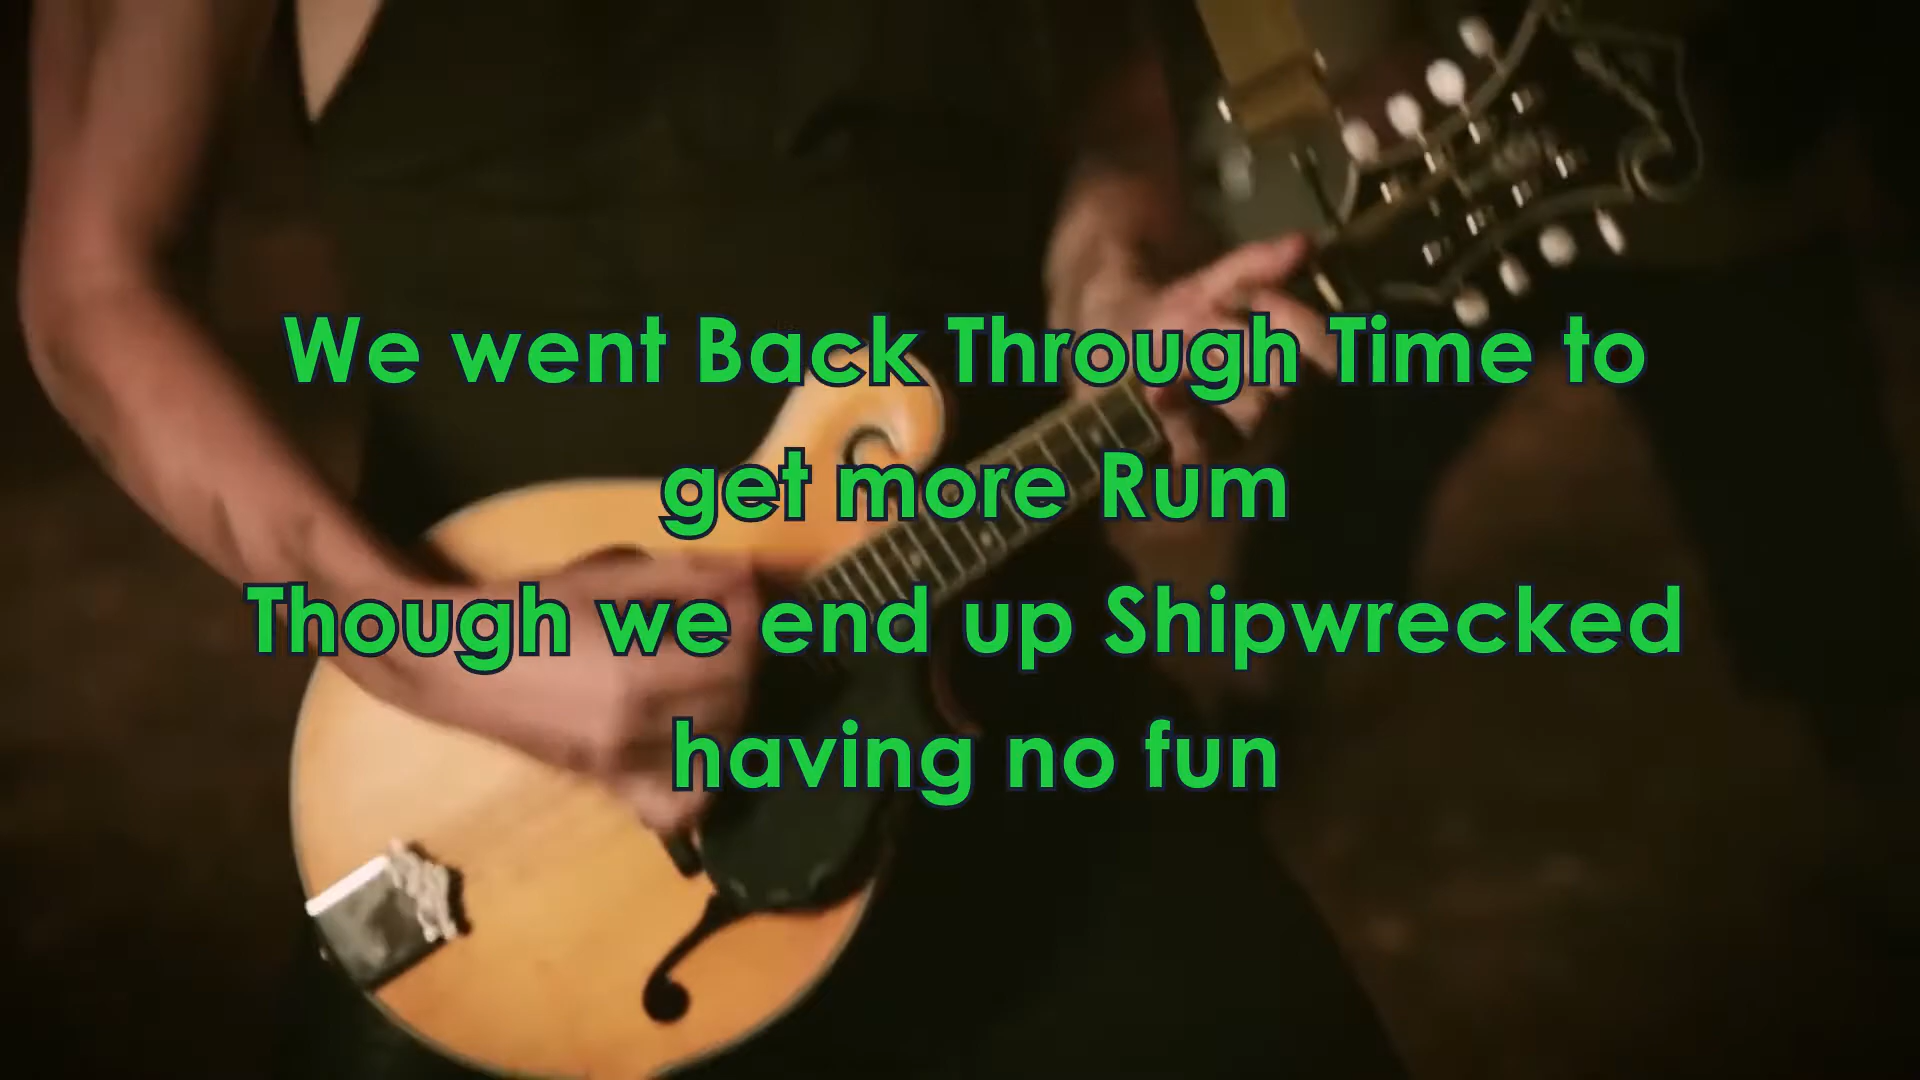 We went Back Through Time to
get more Rum
Though we end up Shipwrecked
having no fun